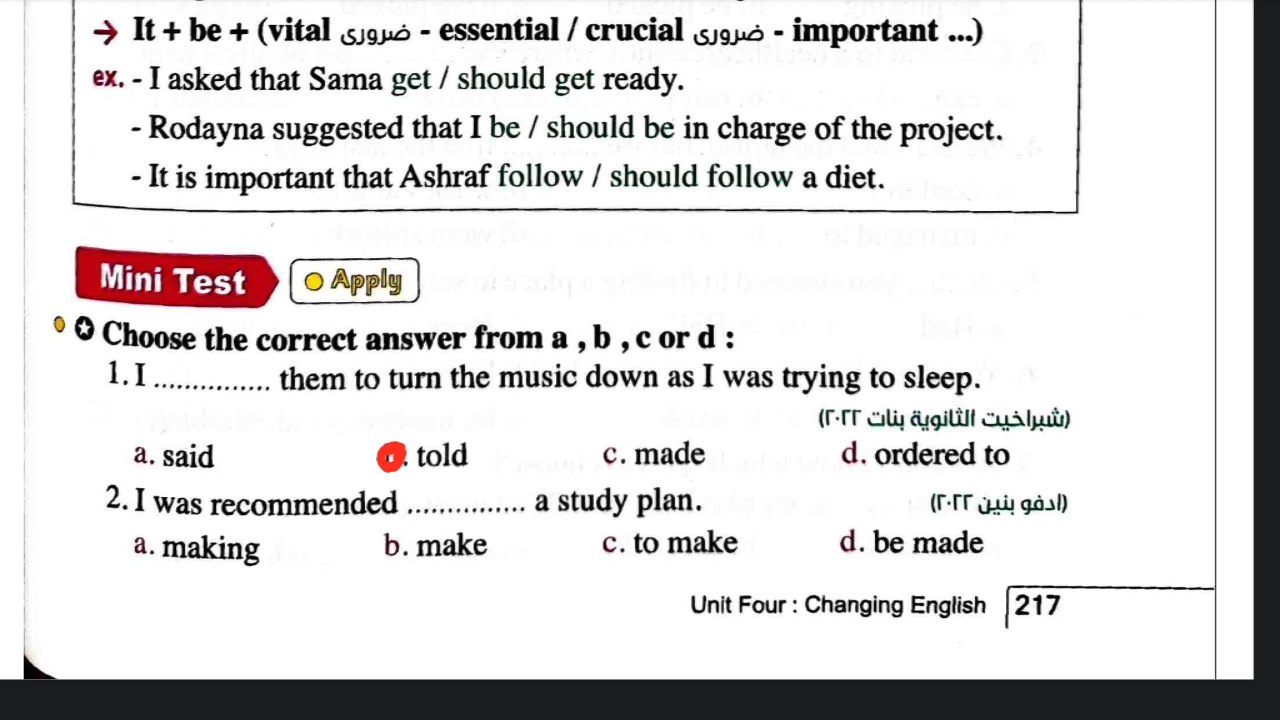 → It + be + (vital ضرورى - essential / crucial ضرورى - important ...)
ex. - I asked that Sama get / should get ready.
- Rodayna suggested that I be / should be in charge of the project.
- It is important that Ashraf follow / should follow a diet.
Mini Test Apply
Choose the correct answer from a , b , c or d :
1. I ............... them to turn the music down as I was trying to sleep.
(شبراخيت الثانوية بنات ٢٠٢٢)
a. said . told c. made d. ordered to
2. I was recommended ............... a study plan. (ادفو بنين ٢٠٢٢)
a. making b. make c. to make d. be made
Unit Four : Changing English 217